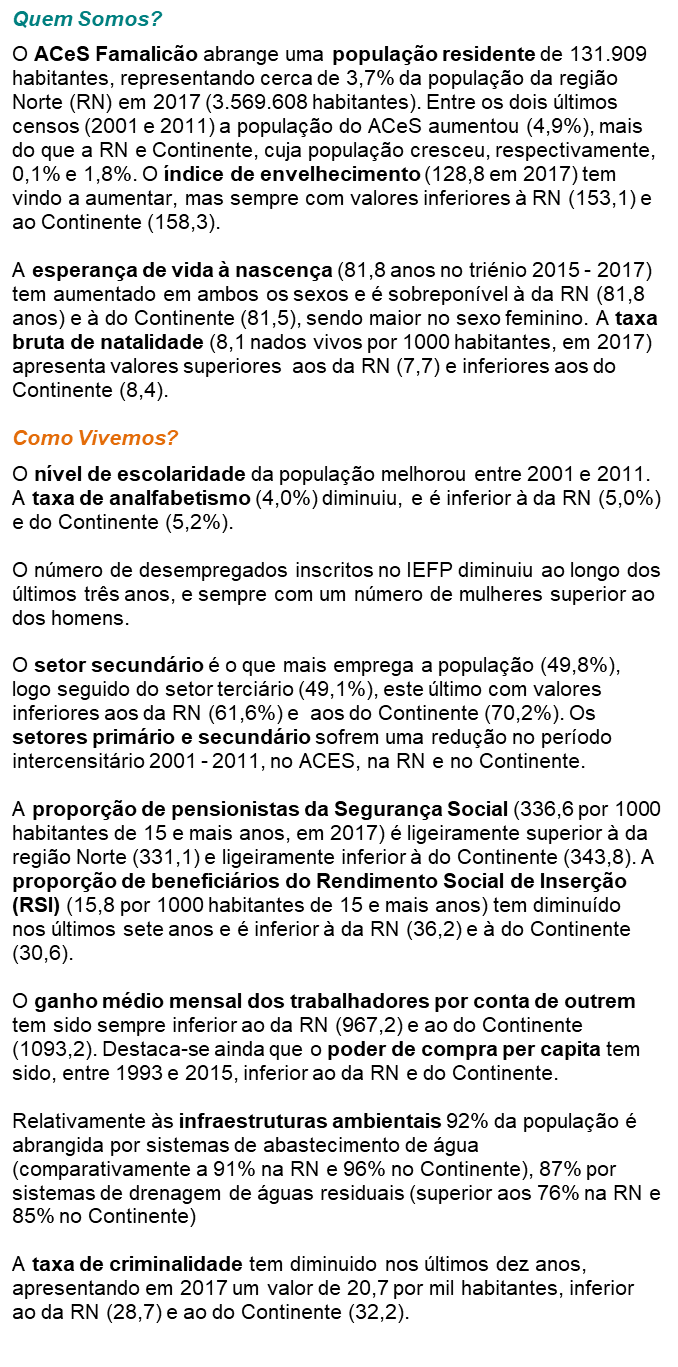 Quem Somos?
O ACeS Famalicão abrange uma população residente de 131.909
habitantes, representando cerca de 3,7% da população da região
Norte (RN) em 2017 (3.569.608 habitantes). Entre os dois últimos
censos (2001 e 2011) a população do ACeS aumentou (4,9%), mais
do que a RN e Continente, cuja população cresceu, respectivamente,
0,1% e 1,8%. O índice de envelhecimento (128,8 em 2017) tem
vindo a aumentar, mas sempre com valores inferiores à RN (153,1) e
ao Continente (158,3).
A esperança de vida à nascença (81,8 anos no triénio 2015 - 2017)
tem aumentado em ambos os sexos e é sobreponível à da RN (81,8
anos) e à do Continente (81,5), sendo maior no sexo feminino. A taxa
bruta de natalidade (8,1 nados vivos por 1000 habitantes, em 2017)
apresenta valores superiores aos da RN (7,7) e inferiores aos do
Continente (8,4).
Como Vivemos?
O nível de escolaridade da população melhorou entre 2001 e 2011.
A taxa de analfabetismo (4,0%) diminuiu, e é inferior à da RN (5,0%)
e do Continente (5,2%).
O número de desempregados inscritos no IEFP diminuiu ao longo dos
últimos três anos, e sempre com um número de mulheres superior ao
dos homens.
O setor secundário é o que mais emprega a população (49,8%),
logo seguido do setor terciário (49,1%), este último com valores
inferiores aos da RN (61,6%) e aos do Continente (70,2%). Os
setores primário e secundário sofrem uma redução no período
intercensitário 2001 - 2011, no ACES, na RN e no Continente.
A proporção de pensionistas da Segurança Social (336,6 por 1000
habitantes de 15 e mais anos, em 2017) é ligeiramente superior à da
região Norte (331,1) e ligeiramente inferior à do Continente (343,8). A
proporção de beneficiários do Rendimento Social de Inserção
(RSI) (15,8 por 1000 habitantes de 15 e mais anos) tem diminuído
nos últimos sete anos e é inferior à da RN (36,2) e à do Continente
(30,6).
O ganho médio mensal dos trabalhadores por conta de outrem
tem sido sempre inferior ao da RN (967,2) e ao do Continente
(1093,2). Destaca-se ainda que o poder de compra per capita tem
sido, entre 1993 e 2015, inferior ao da RN e do Continente.
Relativamente às infraestruturas ambientais 92% da população é
abrangida por sistemas de abastecimento de água
(comparativamente a 91% na RN e 96% no Continente), 87% por
sistemas de drenagem de águas residuais (superior aos 76% na RN e
85% no Continente)
A taxa de criminalidade tem diminuido nos últimos dez anos,
apresentando em 2017 um valor de 20,7 por mil habitantes, inferior
ao da RN (28,7) e ao do Continente (32,2).